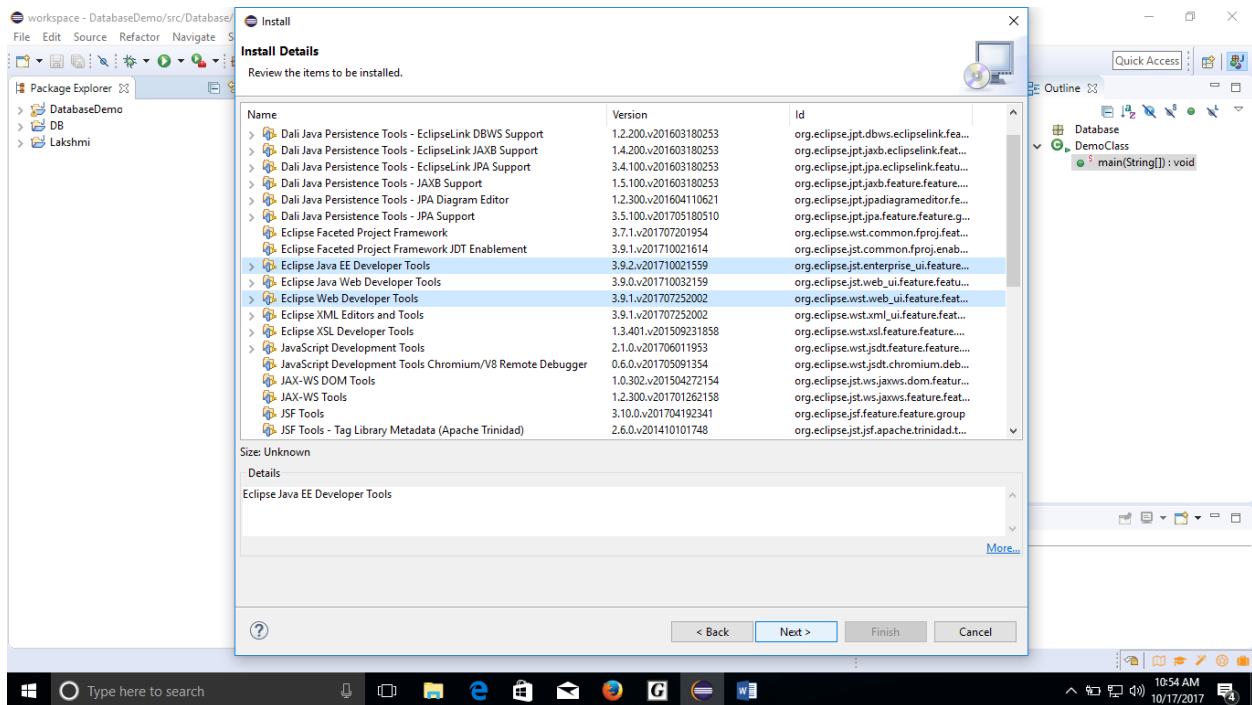 workspace - DatabaseDemo/src/Database/
File Edit Source Refactor Navigate S
Quick Access
Package Explorer
DatabaseDemo
DB
Lakshmi
Install
Install Details
Review the items to be installed.
Name Version Id
Dali Java Persistence Tools - EclipseLink DBWS Support 1.2.200.v201603180253 org.eclipse.jpt.dbws.eclipselink.fea...
Dali Java Persistence Tools - EclipseLink JAXB Support 1.4.200.v201603180253 org.eclipse.jpt.jaxb.eclipselink.feat...
Dali Java Persistence Tools - EclipseLink JPA Support 3.4.100.v201603180253 org.eclipse.jpt.jpa.eclipselink.featu...
Dali Java Persistence Tools - JAXB Support 1.5.100.v201603180253 org.eclipse.jpt.jaxb.feature.feature....
Dali Java Persistence Tools - JPA Diagram Editor 1.2.300.v201604110621 org.eclipse.jpt.jpadiagrameditor.fe...
Dali Java Persistence Tools - JPA Support 3.5.100.v201705180510 org.eclipse.jpt.jpa.feature.feature.g...
Eclipse Faceted Project Framework 3.7.1.v201707201954 org.eclipse.wst.common.fproj.feat...
Eclipse Faceted Project Framework JDT Enablement 3.9.1.v201710021614 org.eclipse.jst.common.fproj.enab...
Eclipse Java EE Developer Tools 3.9.2.v201710021559 org.eclipse.jst.enterprise_ui.feature...
Eclipse Java Web Developer Tools 3.9.0.v201710032159 org.eclipse.jst.web_ui.feature.featu...
Eclipse Web Developer Tools 3.9.1.v201707252002 org.eclipse.wst.web_ui.feature.feat...
Eclipse XML Editors and Tools 3.9.1.v201707252002 org.eclipse.wst.xml_ui.feature.feat...
Eclipse XSL Developer Tools 1.3.401.v201509231858 org.eclipse.wst.xsl.feature.feature....
JavaScript Development Tools 2.1.0.v201706011953 org.eclipse.wst.jsdt.feature.feature....
JavaScript Development Tools Chromium/V8 Remote Debugger 0.6.0.v201705091354 org.eclipse.wst.jsdt.chromium.deb...
JAX-WS DOM Tools 1.0.302.v201504272154 org.eclipse.jst.ws.jaxws.dom.featur...
JAX-WS Tools 1.2.300.v201701262158 org.eclipse.jst.ws.jaxws.feature.feat...
JSF Tools 3.10.0.v201704192341 org.eclipse.jsf.feature.feature.group
JSF Tools - Tag Library Metadata (Apache Trinidad) 2.6.0.v201410101748 org.eclipse.jst.jsf.apache.trinidad.t...
Size: Unknown
Details
Eclipse Java EE Developer Tools
More...
< Back Next > Finish Cancel
Outline
Database
DemoClass
main(String[]) : void
Type here to search
10:54 AM
10/17/2017
4